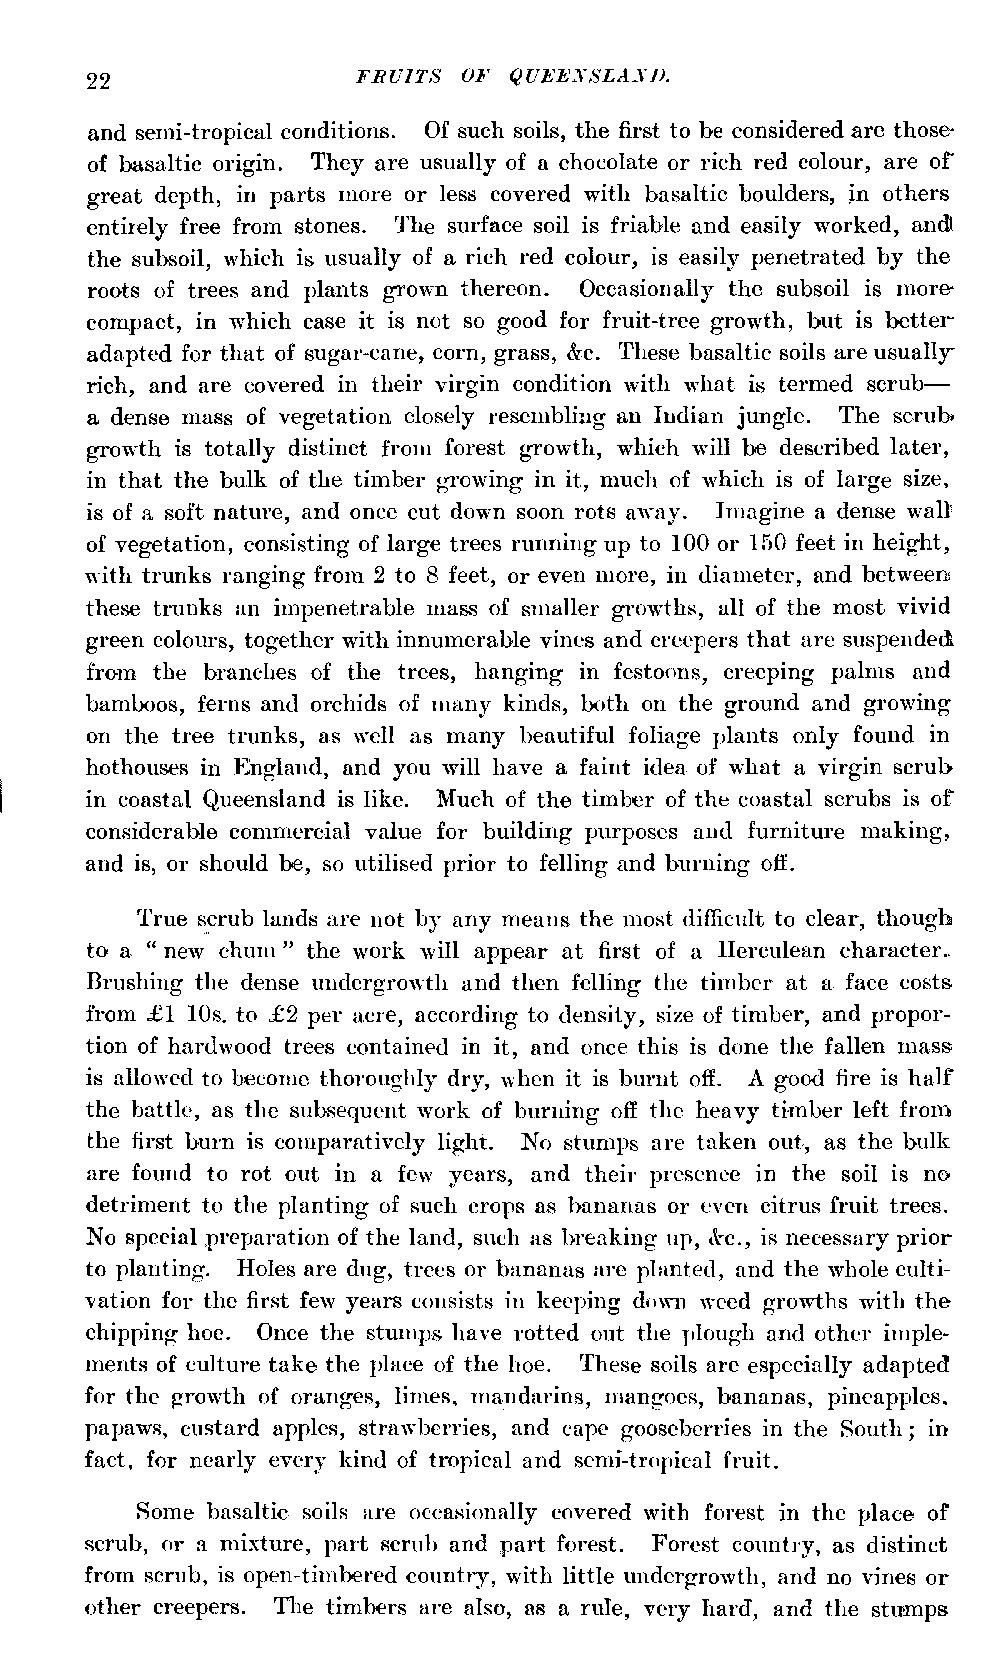 22 FRUITS OF QUEENSLAND.
and semi-tropical conditions. Of such soils, the first to be considered are those
of basaltic origin. They are usually of a chocolate or rich red colour, are of
great depth, in parts more or less covered with basaltic boulders, in others
entirely free from stones. The surface soil is friable and easily worked, and
the subsoil, which is usually of a rich red colour, is easily penetrated by the
roots of trees and plants grown thereon. Occasionally the subsoil is more
compact, in which case it is not so good for fruit-tree growth, but is better
adapted for that of sugar-cane, corn, grass, &c. These basaltic soils are usually
rich, and are covered in their virgin condition with what is termed scrub—
a dense mass of vegetation closely resembling an Indian jungle. The scrub
growth is totally distinct from forest growth, which will be described later,
in that the bulk of the timber growing in it, much of which is of large size,
is of a soft nature, and once cut down soon rots away. Imagine a dense wall
of vegetation, consisting of large trees running up to 100 or 150 feet in height,
with trunks ranging from 2 to 8 feet, or even more, in diameter, and between
these trunks an impenetrable mass of smaller growths, all of the most vivid
green colours, together with innumerable vines and creepers that are suspended
from the branches of the trees, hanging in festoons, creeping palms and
bamboos, ferns and orchids of many kinds, both on the ground and growing
on the tree trunks, as well as many beautiful foliage plants only found in
hothouses in England, and you will have a faint idea of what a virgin scrub
in coastal Queensland is like. Much of the timber of the coastal scrubs is of
considerable commercial value for building purposes and furniture making,
and is, or should be, so utilised prior to felling and burning off.
True scrub lands are not by any means the most difficult to clear, though
to a "new chum" the work will appear at first of a Herculean character.
Brushing the dense undergrowth and then felling the timber at a face costs
from £1 10s. to £2 per acre, according to density, size of timber, and propor-
tion of hardwood trees contained in it, and once this is done the fallen mass
is allowed to become thoroughly dry, when it is burnt off. A good fire is half
the battle, as the subsequent work of burning off the heavy timber left from
the first burn is comparatively light. No stumps are taken out, as the bulk
are found to rot out in a few years, and their presence in the soil is no
detriment to the planting of such crops as bananas or even citrus fruit trees.
No special preparation of the land, such as breaking up, &c., is necessary prior
to planting. Holes are dug, trees or bananas are planted, and the whole culti-
vation for the first few years consists in keeping down weed growths with the
chipping hoe. Once the stumps have rotted out the plough and other imple-
ments of culture take the place of the hoe. These soils are especially adapted
for the growth of oranges, limes, mandarins, mangoes, bananas, pineapples,
papaws, custard apples, strawberries, and cape gooseberries in the South; in
fact, for nearly every kind of tropical and semi-tropical fruit.
Some basaltic soils are occasionally covered with forest in the place of
scrub, or a mixture, part scrub and part forest. Forest country, as distinct
from scrub, is open-timbered country, with little undergrowth, and no vines or
other creepers. The timbers are also, as a rule, very hard, and the stumps